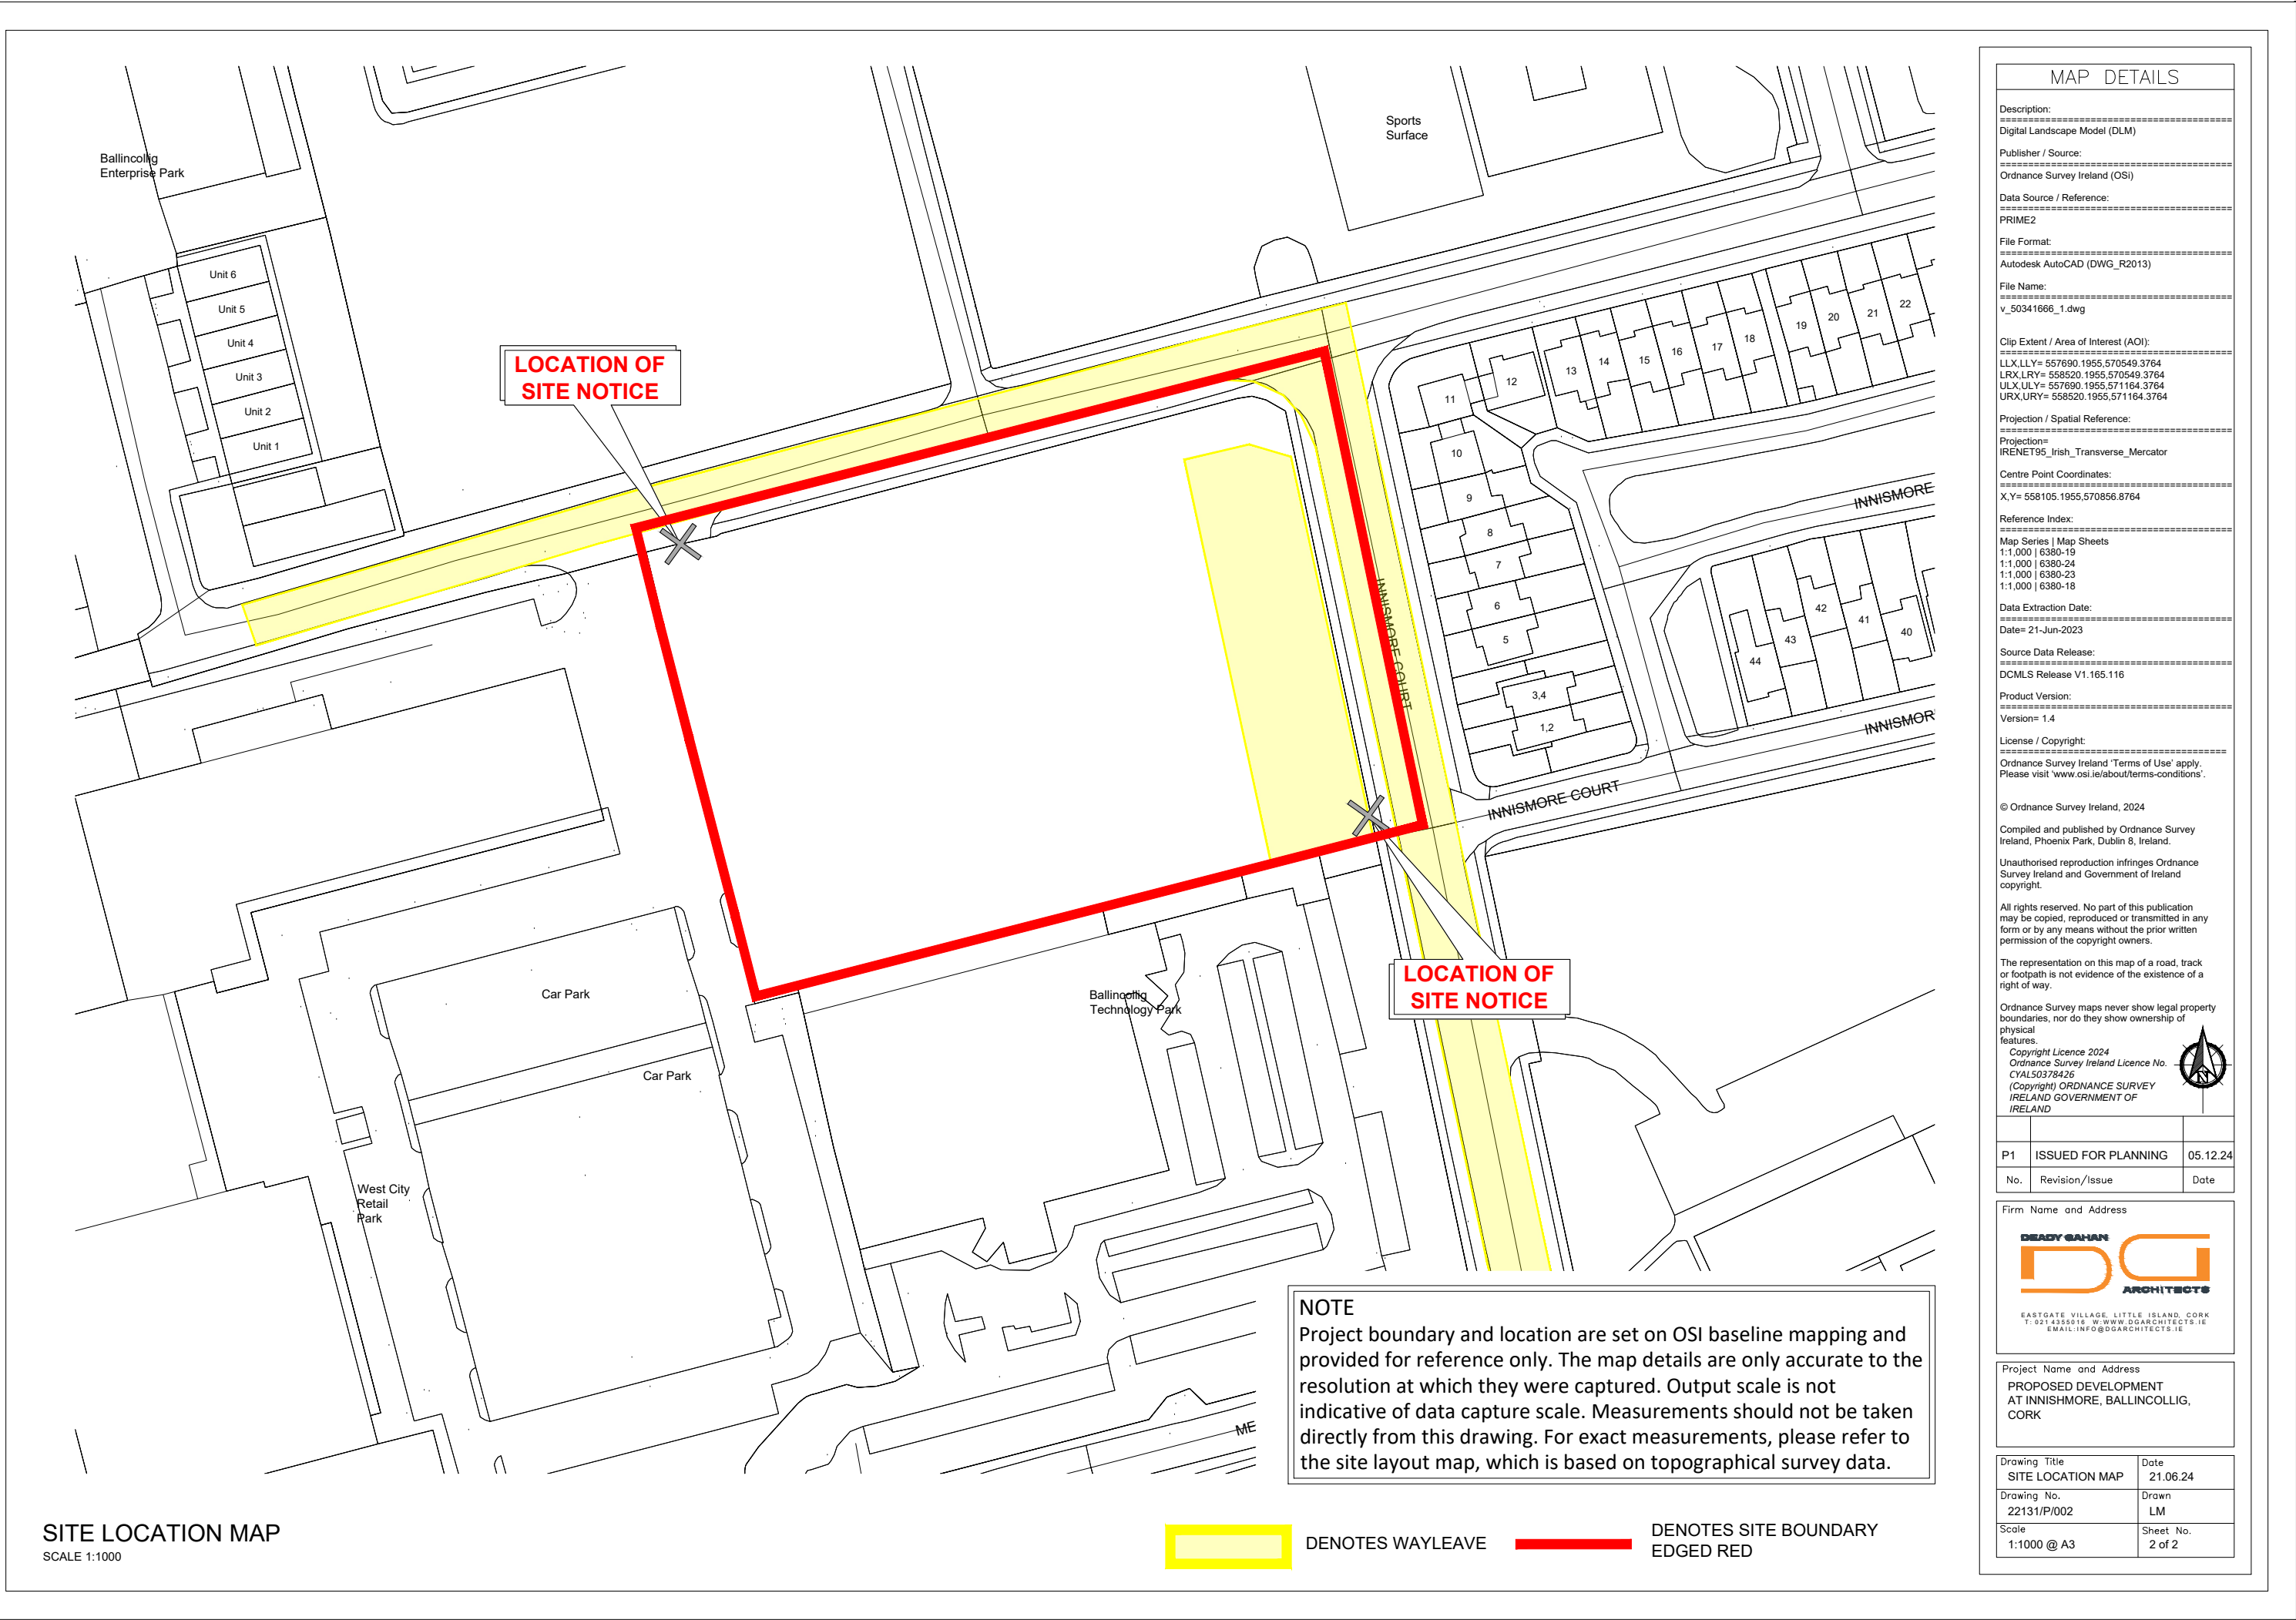 Ballincollig
Enterprise Park
Sports
Surface
Unit 6
Unit 5
Unit 4
Unit 3
Unit 2
Unit 1
LOCATION OF
SITE NOTICE
22
21
20
19
18
17
16
15
14
13
12
11
10
9
8
7
6
5
3,4
1,2
INNISMORE
42
41
40
43
44
INNISMOR
INNISMORE COURT
INNISMORE COURT
LOCATION OF
SITE NOTICE
Car Park
Car Park
Ballincollig
Technology Park
West City
Retail
Park
ME
NOTE
Project boundary and location are set on OSI baseline mapping and
provided for reference only. The map details are only accurate to the
resolution at which they were captured. Output scale is not
indicative of data capture scale. Measurements should not be taken
directly from this drawing. For exact measurements, please refer to
the site layout map, which is based on topographical survey data.
SITE LOCATION MAP
SCALE 1:1000
DENOTES WAYLEAVE
DENOTES SITE BOUNDARY
EDGED RED
MAP DETAILS
Description:
Digital Landscape Model (DLM)
Publisher / Source:
Ordnance Survey Ireland (OSi)
Data Source / Reference:
PRIME2
File Format:
Autodesk AutoCAD (DWG_R2013)
File Name:
v_50341666_1.dwg
Clip Extent / Area of Interest (AOI):
LLX,LLY= 557690.1955,570549.3764
LRX,LRY= 558520.1955,570549.3764
ULX,ULY= 557690.1955,571164.3764
URX,URY= 558520.1955,571164.3764
Projection / Spatial Reference:
Projection=
IRENET95_Irish_Transverse_Mercator
Centre Point Coordinates:
X,Y= 558105.1955,570856.8764
Reference Index:
Map Series | Map Sheets
1:1,000 | 6380-19
1:1,000 | 6380-24
1:1,000 | 6380-23
1:1,000 | 6380-18
Data Extraction Date:
Date= 21-Jun-2023
Source Data Release:
DCMLS Release V1.165.116
Product Version:
Version= 1.4
License / Copyright:
Ordnance Survey Ireland ‘Terms of Use’ apply.
Please visit ‘www.osi.ie/about/terms-conditions’.
© Ordnance Survey Ireland, 2024
Compiled and published by Ordnance Survey
Ireland, Phoenix Park, Dublin 8, Ireland.
Unauthorised reproduction infringes Ordnance
Survey Ireland and Government of Ireland
copyright.
All rights reserved. No part of this publication
may be copied, reproduced or transmitted in any
form or by any means without the prior written
permission of the copyright owners.
The representation on this map of a road, track
or footpath is not evidence of the existence of a
right of way.
Ordnance Survey maps never show legal property
boundaries, nor do they show ownership of
physical
features.
Copyright Licence 2024
Ordnance Survey Ireland Licence No.
CYAL50378426
(Copyright) ORDNANCE SURVEY
IRELAND GOVERNMENT OF
IRELAND
N
P1 ISSUED FOR PLANNING 05.12.24
No. Revision/Issue Date
Firm Name and Address
DEADY GAHAN
DG
ARCHITECTS
EASTGATE VILLAGE, LITTLE ISLAND, CORK
T: 021 4355016 W:WWW.DGARCHITECTS.IE
EMAIL:INFO@DGARCHITECTS.IE
Project Name and Address
PROPOSED DEVELOPMENT
AT INNISHMORE, BALLINCOLLIG,
CORK
Drawing Title Date
SITE LOCATION MAP 21.06.24
Drawing No. Drawn
22131/P/002 LM
Scale Sheet No.
1:1000 @ A3 2 of 2